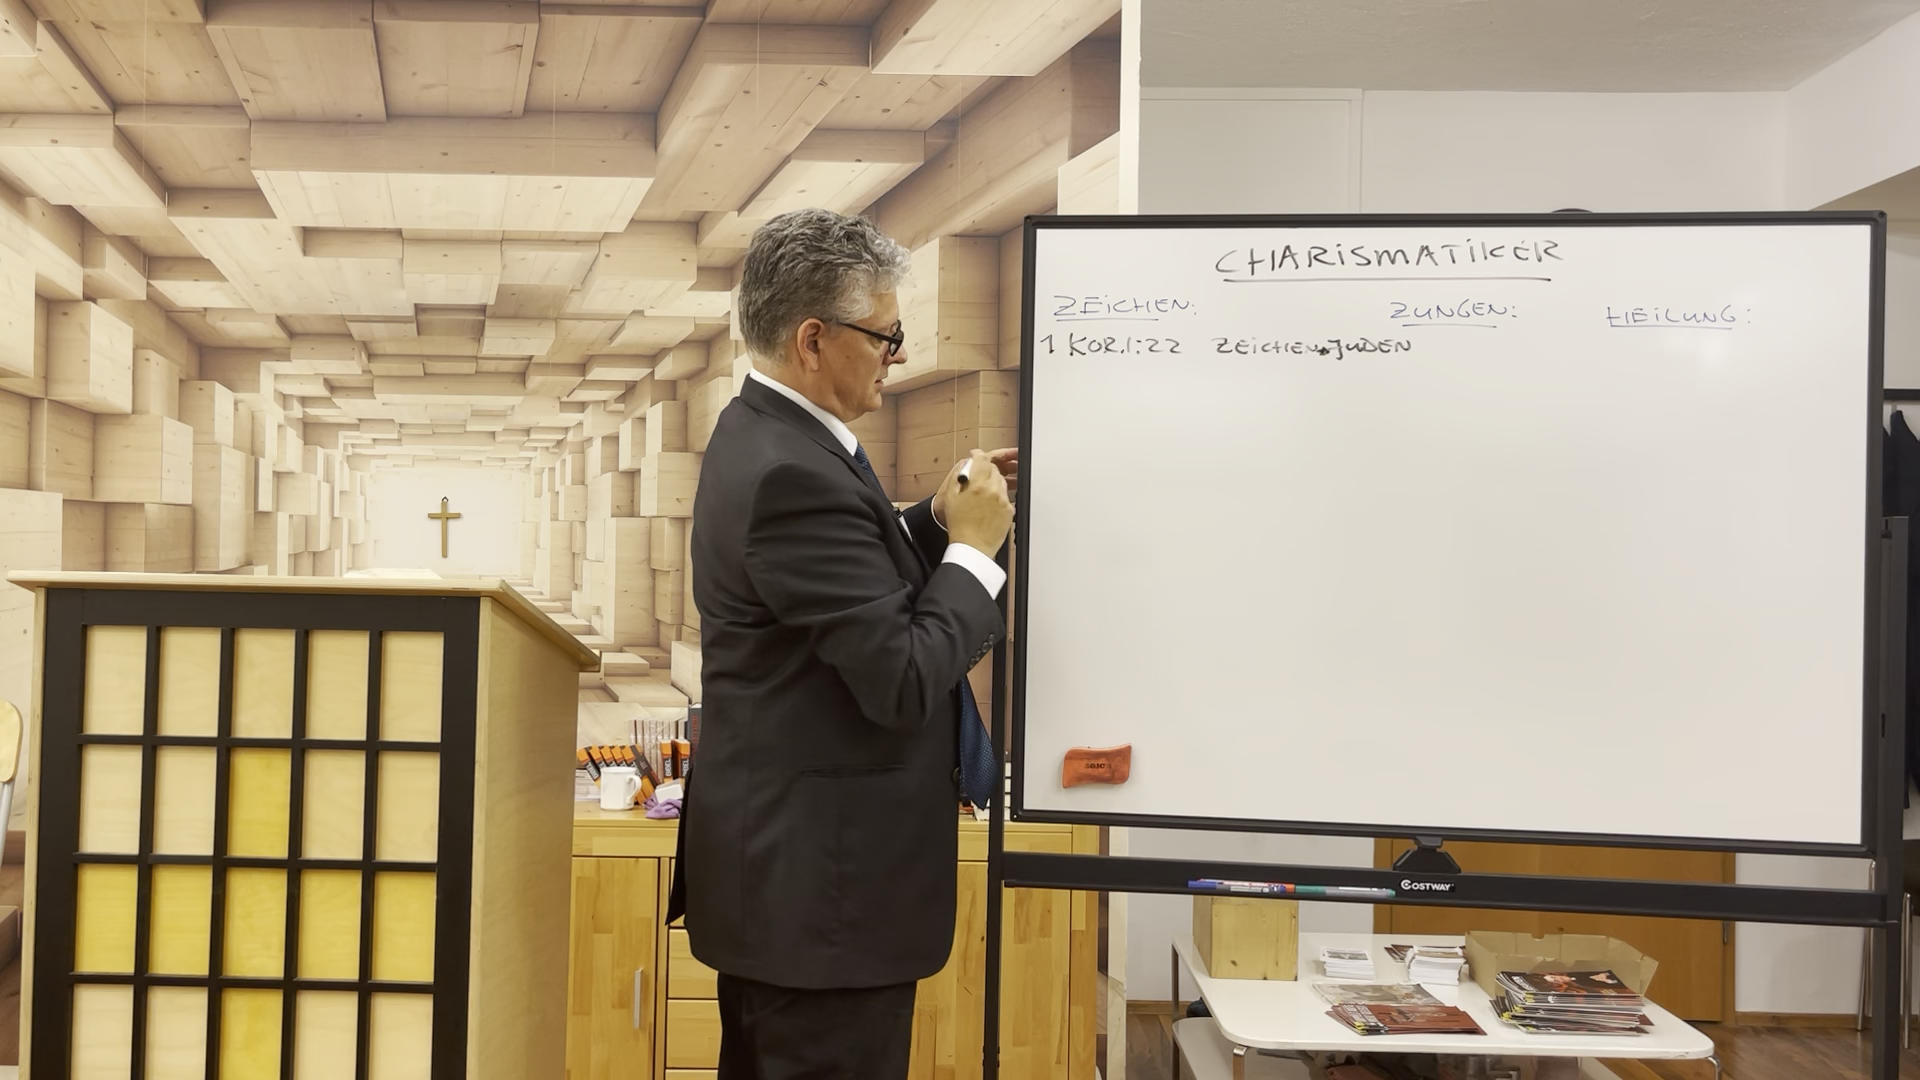 CHARISMATIKER
ZEICHEN: ZUNGEN: HEILUNG:
1 KOR.1:22 ZEICHEN JUDEN
COSTWAY